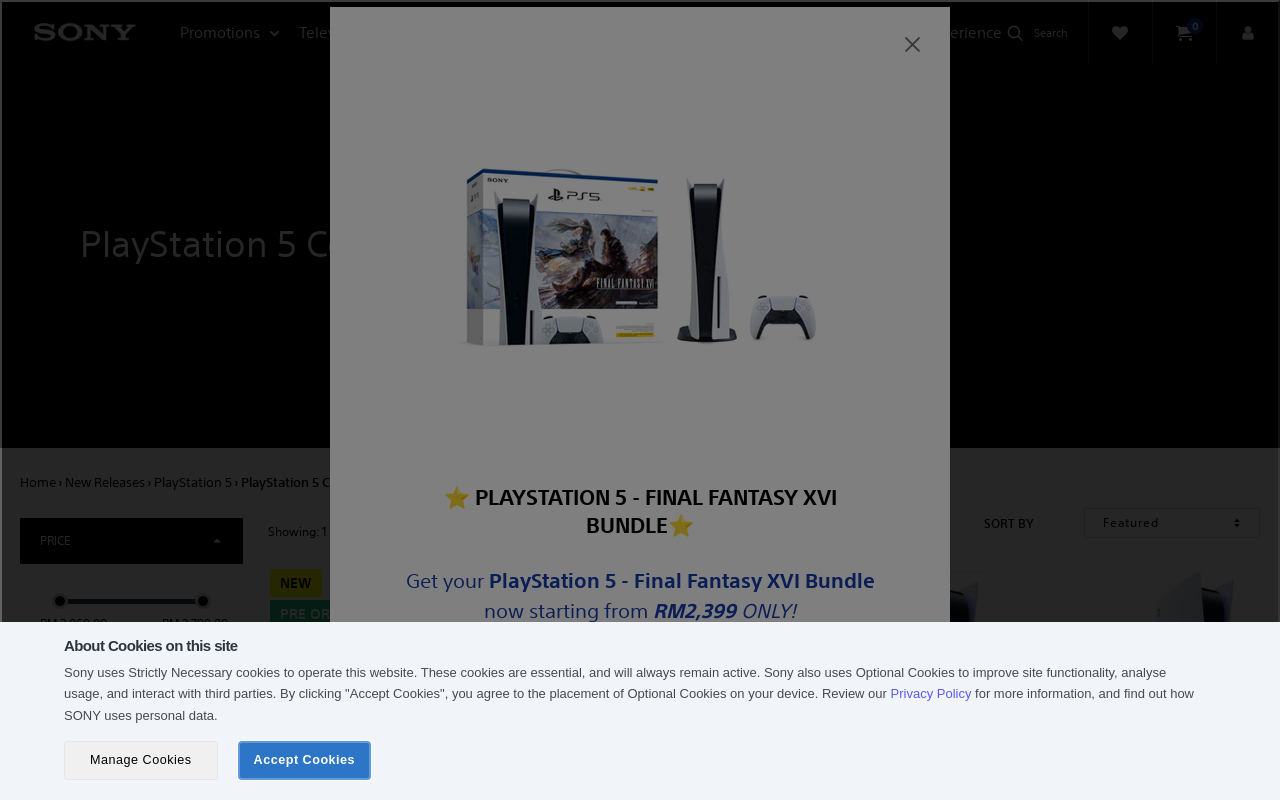 SONY
Promotions
Search
0
PlayStation 5
SONY
PS5
FINAL FANTASY XVI
Home › New Releases › PlayStation 5 › PlayStation 5 C
⭐ PLAYSTATION 5 - FINAL FANTASY XVI
BUNDLE⭐
Showing: 1
SORT BY
Featured
PRICE
NEW
PRE OR
Get your PlayStation 5 - Final Fantasy XVI Bundle
now starting from RM2,399 ONLY!
About Cookies on this site
Sony uses Strictly Necessary cookies to operate this website. These cookies are essential, and will always remain active. Sony also uses Optional Cookies to improve site functionality, analyse
usage, and interact with third parties. By clicking "Accept Cookies", you agree to the placement of Optional Cookies on your device. Review our Privacy Policy for more information, and find out how
SONY uses personal data.
Manage Cookies
Accept Cookies